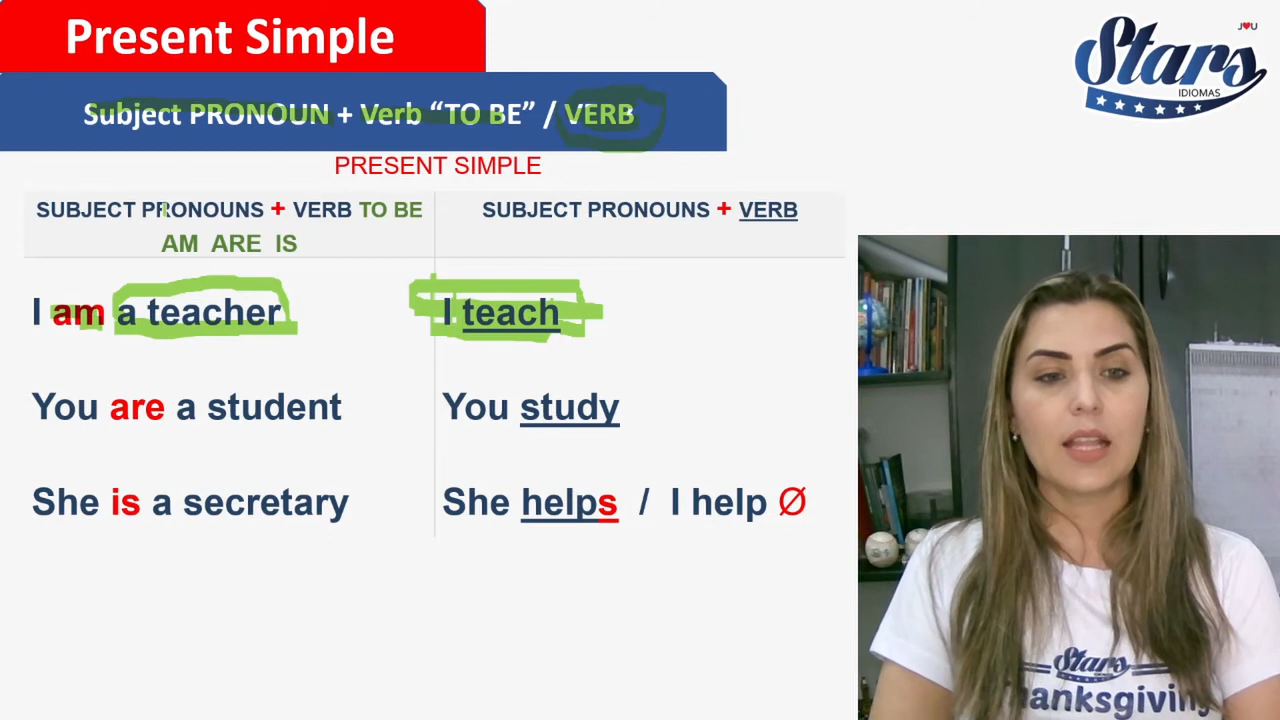 Present Simple
Subject PRONOUN + Verb “TO BE” / VERB
PRESENT SIMPLE
SUBJECT PRONOUNS + VERB TO BE
AM ARE IS
SUBJECT PRONOUNS + VERB
I am a teacher
I teach
You are a student
You study
She is a secretary
She helps / I help Ø
J♥U
Stars
IDIOMAS
Stars
Thanksgiving